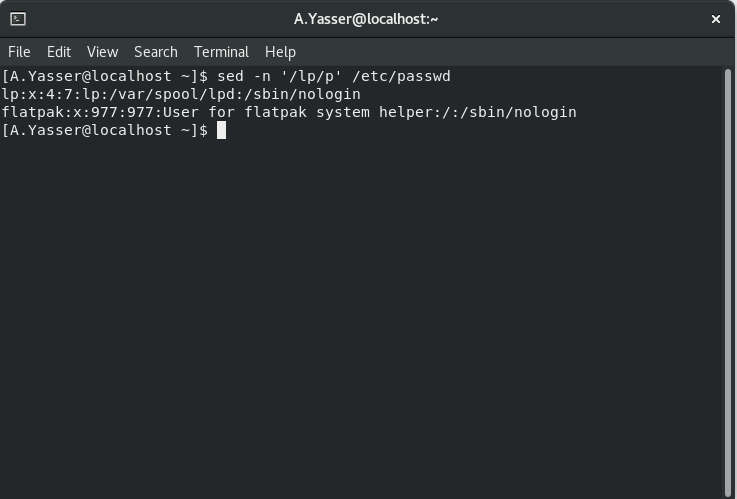 A.Yasser@localhost:~
File Edit View Search Terminal Help
[A.Yasser@localhost ~]$ sed -n '/lp/p' /etc/passwd
lp:x:4:7:lp:/var/spool/lpd:/sbin/nologin
flatpak:x:977:977:User for flatpak system helper:/:/sbin/nologin
[A.Yasser@localhost ~]$